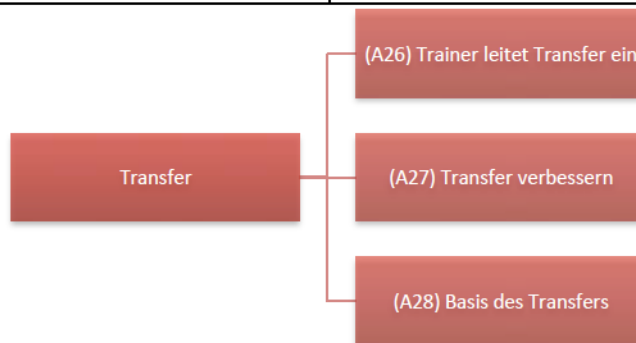 (A26) Trainer leitet Transfer ein
Transfer
(A27) Transfer verbessern
(A28) Basis des Transfers